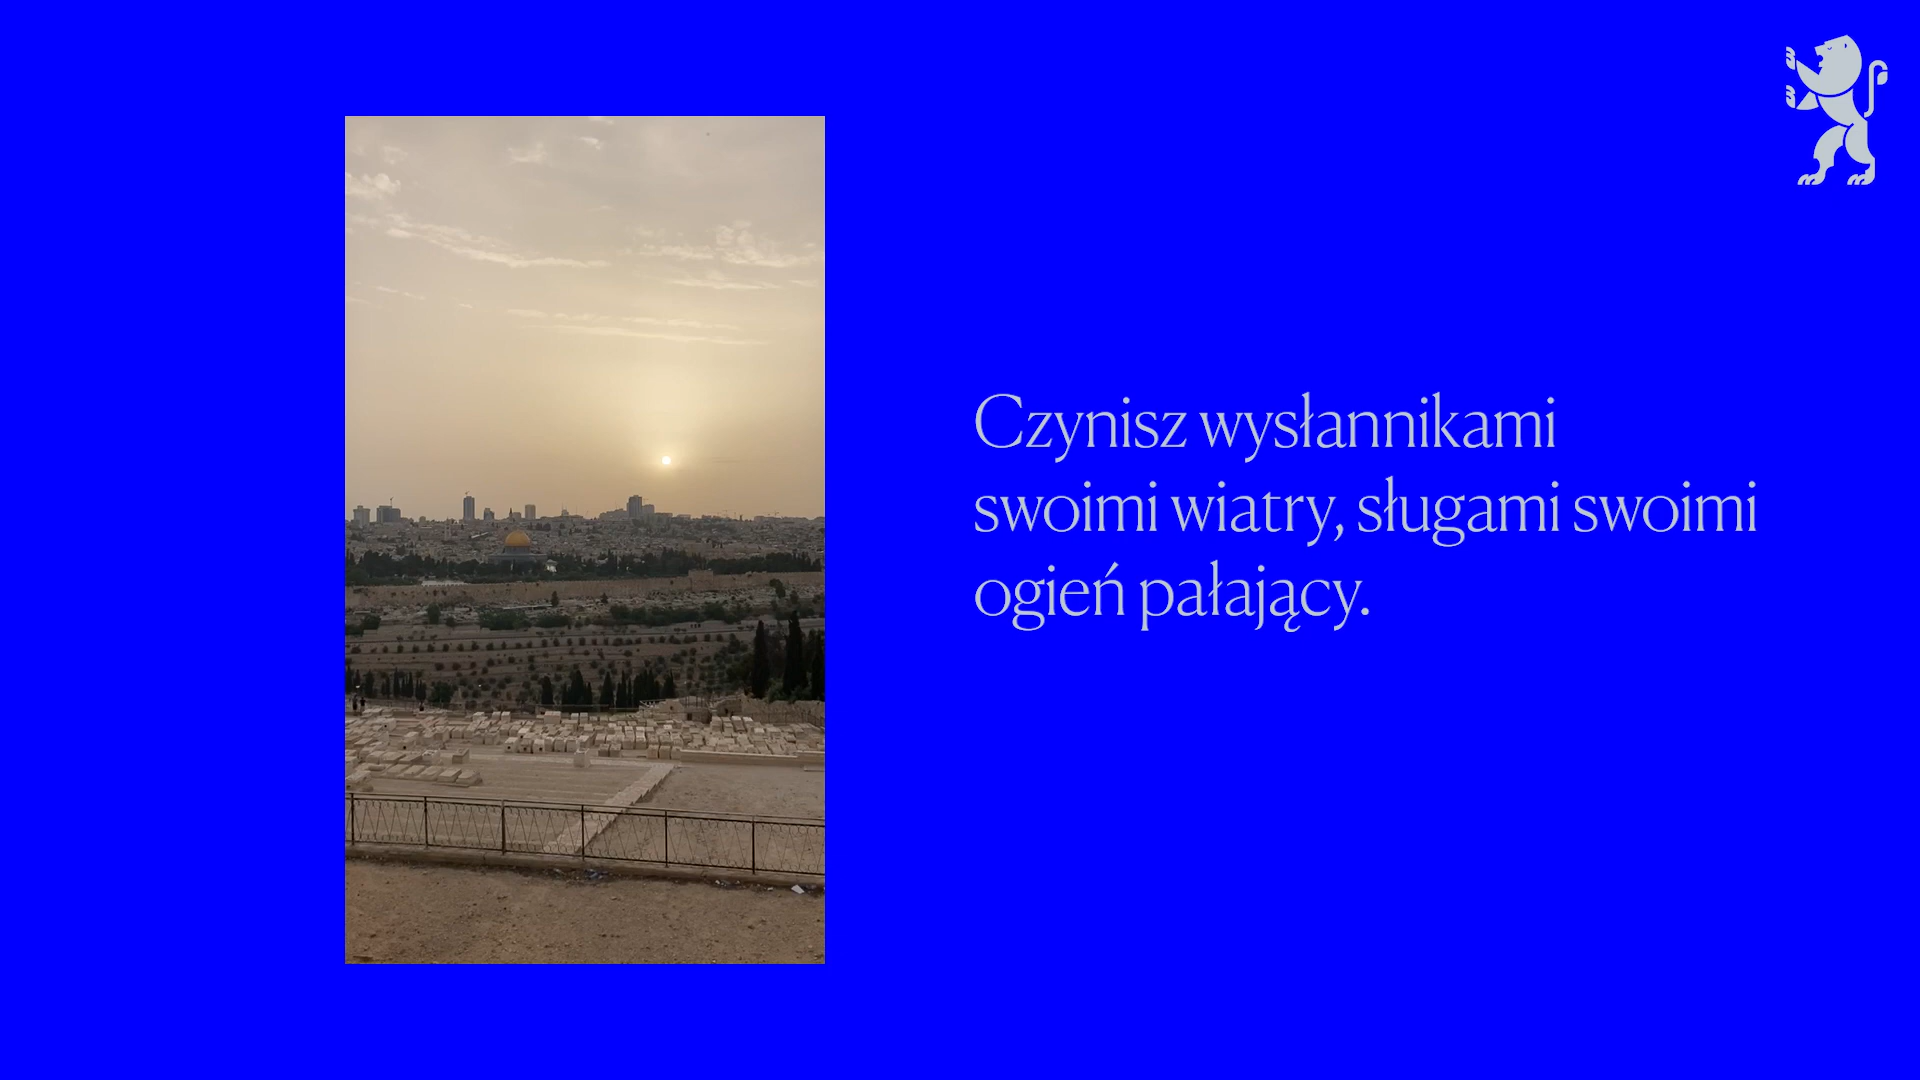 Czynisz wysłannikami
swoimi wiatry, sługami swoimi
ogień pałający.